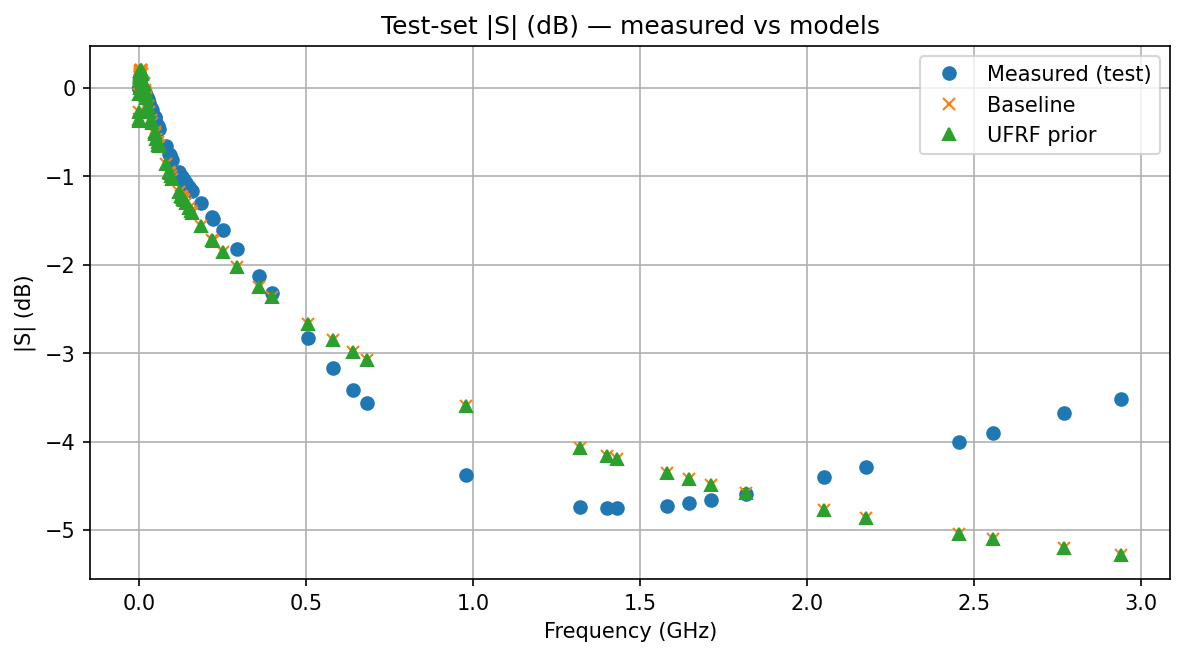 Test-set |S| (dB) — measured vs models
Measured (test)
Baseline
UFRF prior
|S| (dB)
0
−1
−2
−3
−4
−5
0.0 0.5 1.0 1.5 2.0 2.5 3.0
Frequency (GHz)